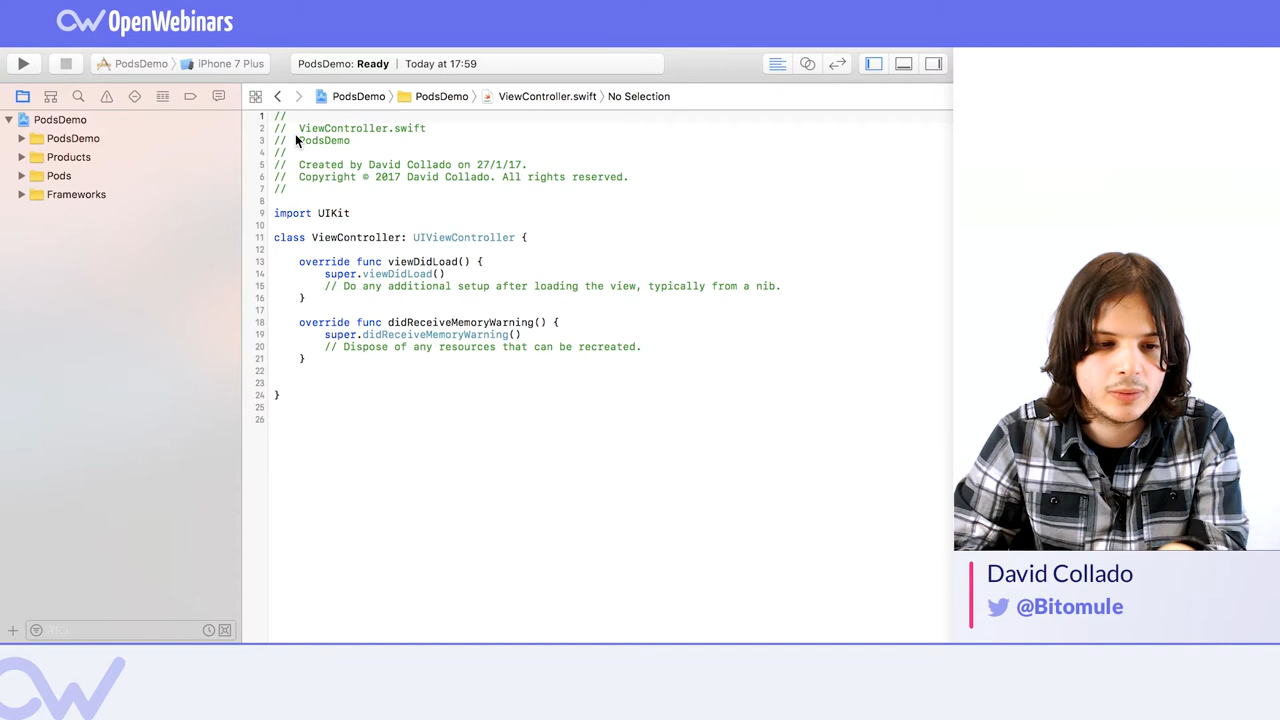 OpenWebinars
PodsDemo
iPhone 7 Plus
PodsDemo: Ready
Today at 17:59
PodsDemo
PodsDemo
ViewController.swift
No Selection
PodsDemo
PodsDemo
Products
Pods
Frameworks
1 //
2 //  ViewController.swift
3 //  PodsDemo
4 //
5 //  Created by David Collado on 27/1/17.
6 //  Copyright © 2017 David Collado. All rights reserved.
7 //
8
9 import UIKit
10
11 class ViewController: UIViewController {
12
13     override func viewDidLoad() {
14         super.viewDidLoad()
15         // Do any additional setup after loading the view, typically from a nib.
16     }
17
18     override func didReceiveMemoryWarning() {
19         super.didReceiveMemoryWarning()
20         // Dispose of any resources that can be recreated.
21     }
22
23
24 }
25
26
David Collado
@Bitomule